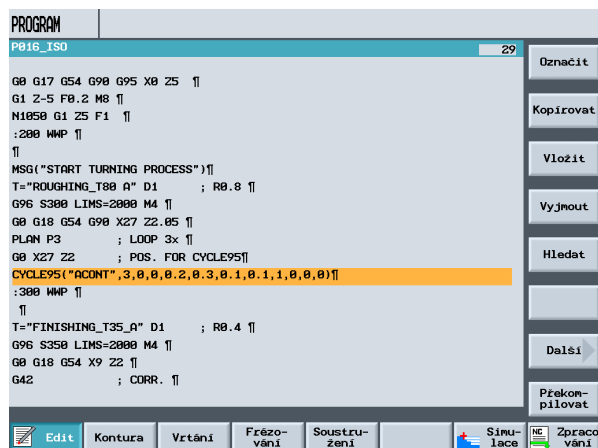 PROGRAM
P016_ISO 29
G0 G17 G54 G90 G95 X0 Z5 ¶
G1 Z-5 F0.2 M8 ¶
N1050 G1 Z5 F1 ¶
:200 WWP ¶
¶
MSG("START TURNING PROCESS")¶
T="ROUGHING_T80 A" D1 ; R0.8 ¶
G96 S300 LIMS=2000 M4 ¶
G0 G18 G54 G90 X27 Z2.05 ¶
PLAN P3 ; LOOP 3x ¶
G0 X27 Z2 ; POS. FOR CYCLE95¶
CYCLE95("ACONT",3,0,0,0.2,0.3,0.1,0.1,1,0,0,0)¶
:300 WWP ¶
¶
T="FINISHING_T35_A" D1 ; R0.4 ¶
G96 S350 LIMS=2000 M4 ¶
G0 G18 G54 X9 Z2 ¶
G42 ; CORR. ¶
Označit
Kopírovat
Vložit
Vyjmout
Hledat
Další
Překom-
pilovat
Edit
Kontura
Vrtání
Frézo-
vání
Soustru-
žení
Simu-
lace
NC Zpraco
vání